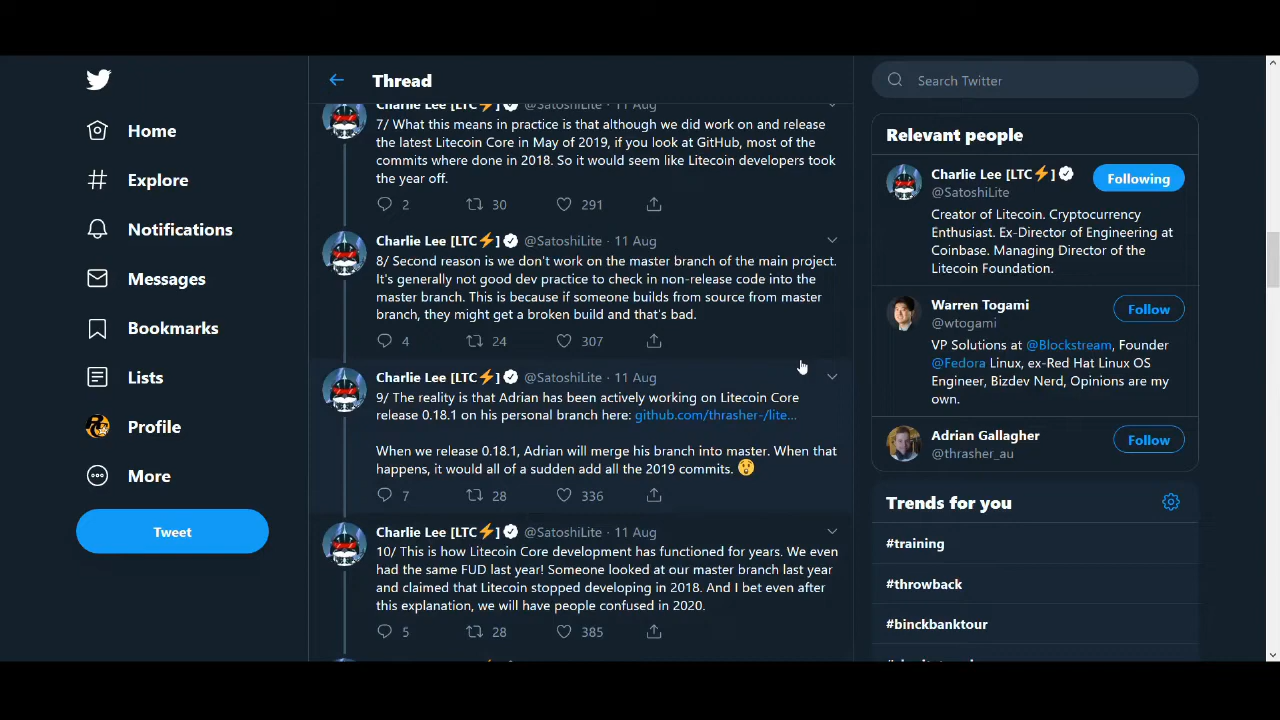 Home
Explore
Notifications
Messages
Bookmarks
Lists
Profile
More
Tweet
Thread
Charlie Lee [LTC⚡] @SatoshiLite · 11 Aug
7/ What this means in practice is that although we did work on and release
the latest Litecoin Core in May of 2019, if you look at GitHub, most of the
commits where done in 2018. So it would seem like Litecoin developers took
the year off.
2 30 291
Charlie Lee [LTC⚡] @SatoshiLite · 11 Aug
8/ Second reason is we don't work on the master branch of the main project.
It's generally not good dev practice to check in non-release code into the
master branch. This is because if someone builds from source from master
branch, they might get a broken build and that's bad.
4 24 307
Charlie Lee [LTC⚡] @SatoshiLite · 11 Aug
9/ The reality is that Adrian has been actively working on Litecoin Core
release 0.18.1 on his personal branch here: github.com/thrasher-/lite...
When we release 0.18.1, Adrian will merge his branch into master. When that
happens, it would all of a sudden add all the 2019 commits. 😲
7 28 336
Charlie Lee [LTC⚡] @SatoshiLite · 11 Aug
10/ This is how Litecoin Core development has functioned for years. We even
had the same FUD last year! Someone looked at our master branch last year
and claimed that Litecoin stopped developing in 2018. And I bet even after
this explanation, we will have people confused in 2020.
5 28 385
Search Twitter
Relevant people
Charlie Lee [LTC⚡]
@SatoshiLite
Following
Creator of Litecoin. Cryptocurrency
Enthusiast. Ex-Director of Engineering at
Coinbase. Managing Director of the
Litecoin Foundation.
Warren Togami
@wtogami
Follow
VP Solutions at @Blockstream, Founder
@Fedora Linux, ex-Red Hat Linux OS
Engineer, Bizdev Nerd, Opinions are my
own.
Adrian Gallagher
@thrasher_au
Follow
Trends for you
#training
#throwback
#binckbanktour